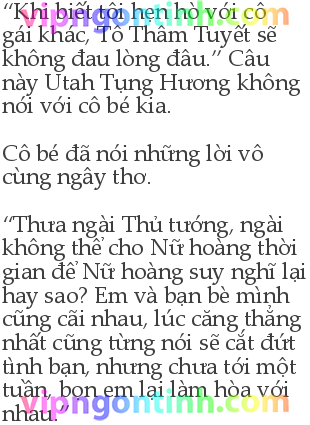 “Khi biết tôi hẹn hò với cô
gái khác, Tô Thâm Tuyết sẽ
không đau lòng đâu.” Câu
này Utah Tụng Hương không
nói với cô bé kia.
Cô bé đã nói những lời vô
cùng ngây thơ.
“Thưa ngài Thủ tướng, ngài
không thể cho Nữ hoàng thời
gian để Nữ hoàng suy nghĩ lại
hay sao? Em và bạn bè mình
cũng cãi nhau, lúc căng thẳng
nhất cũng từng nói sẽ cắt đứt
tình bạn, nhưng chưa tới một
tuần, bọn em lại làm hòa với
nhau.”
vipngontinh.com
vipngontinh.com